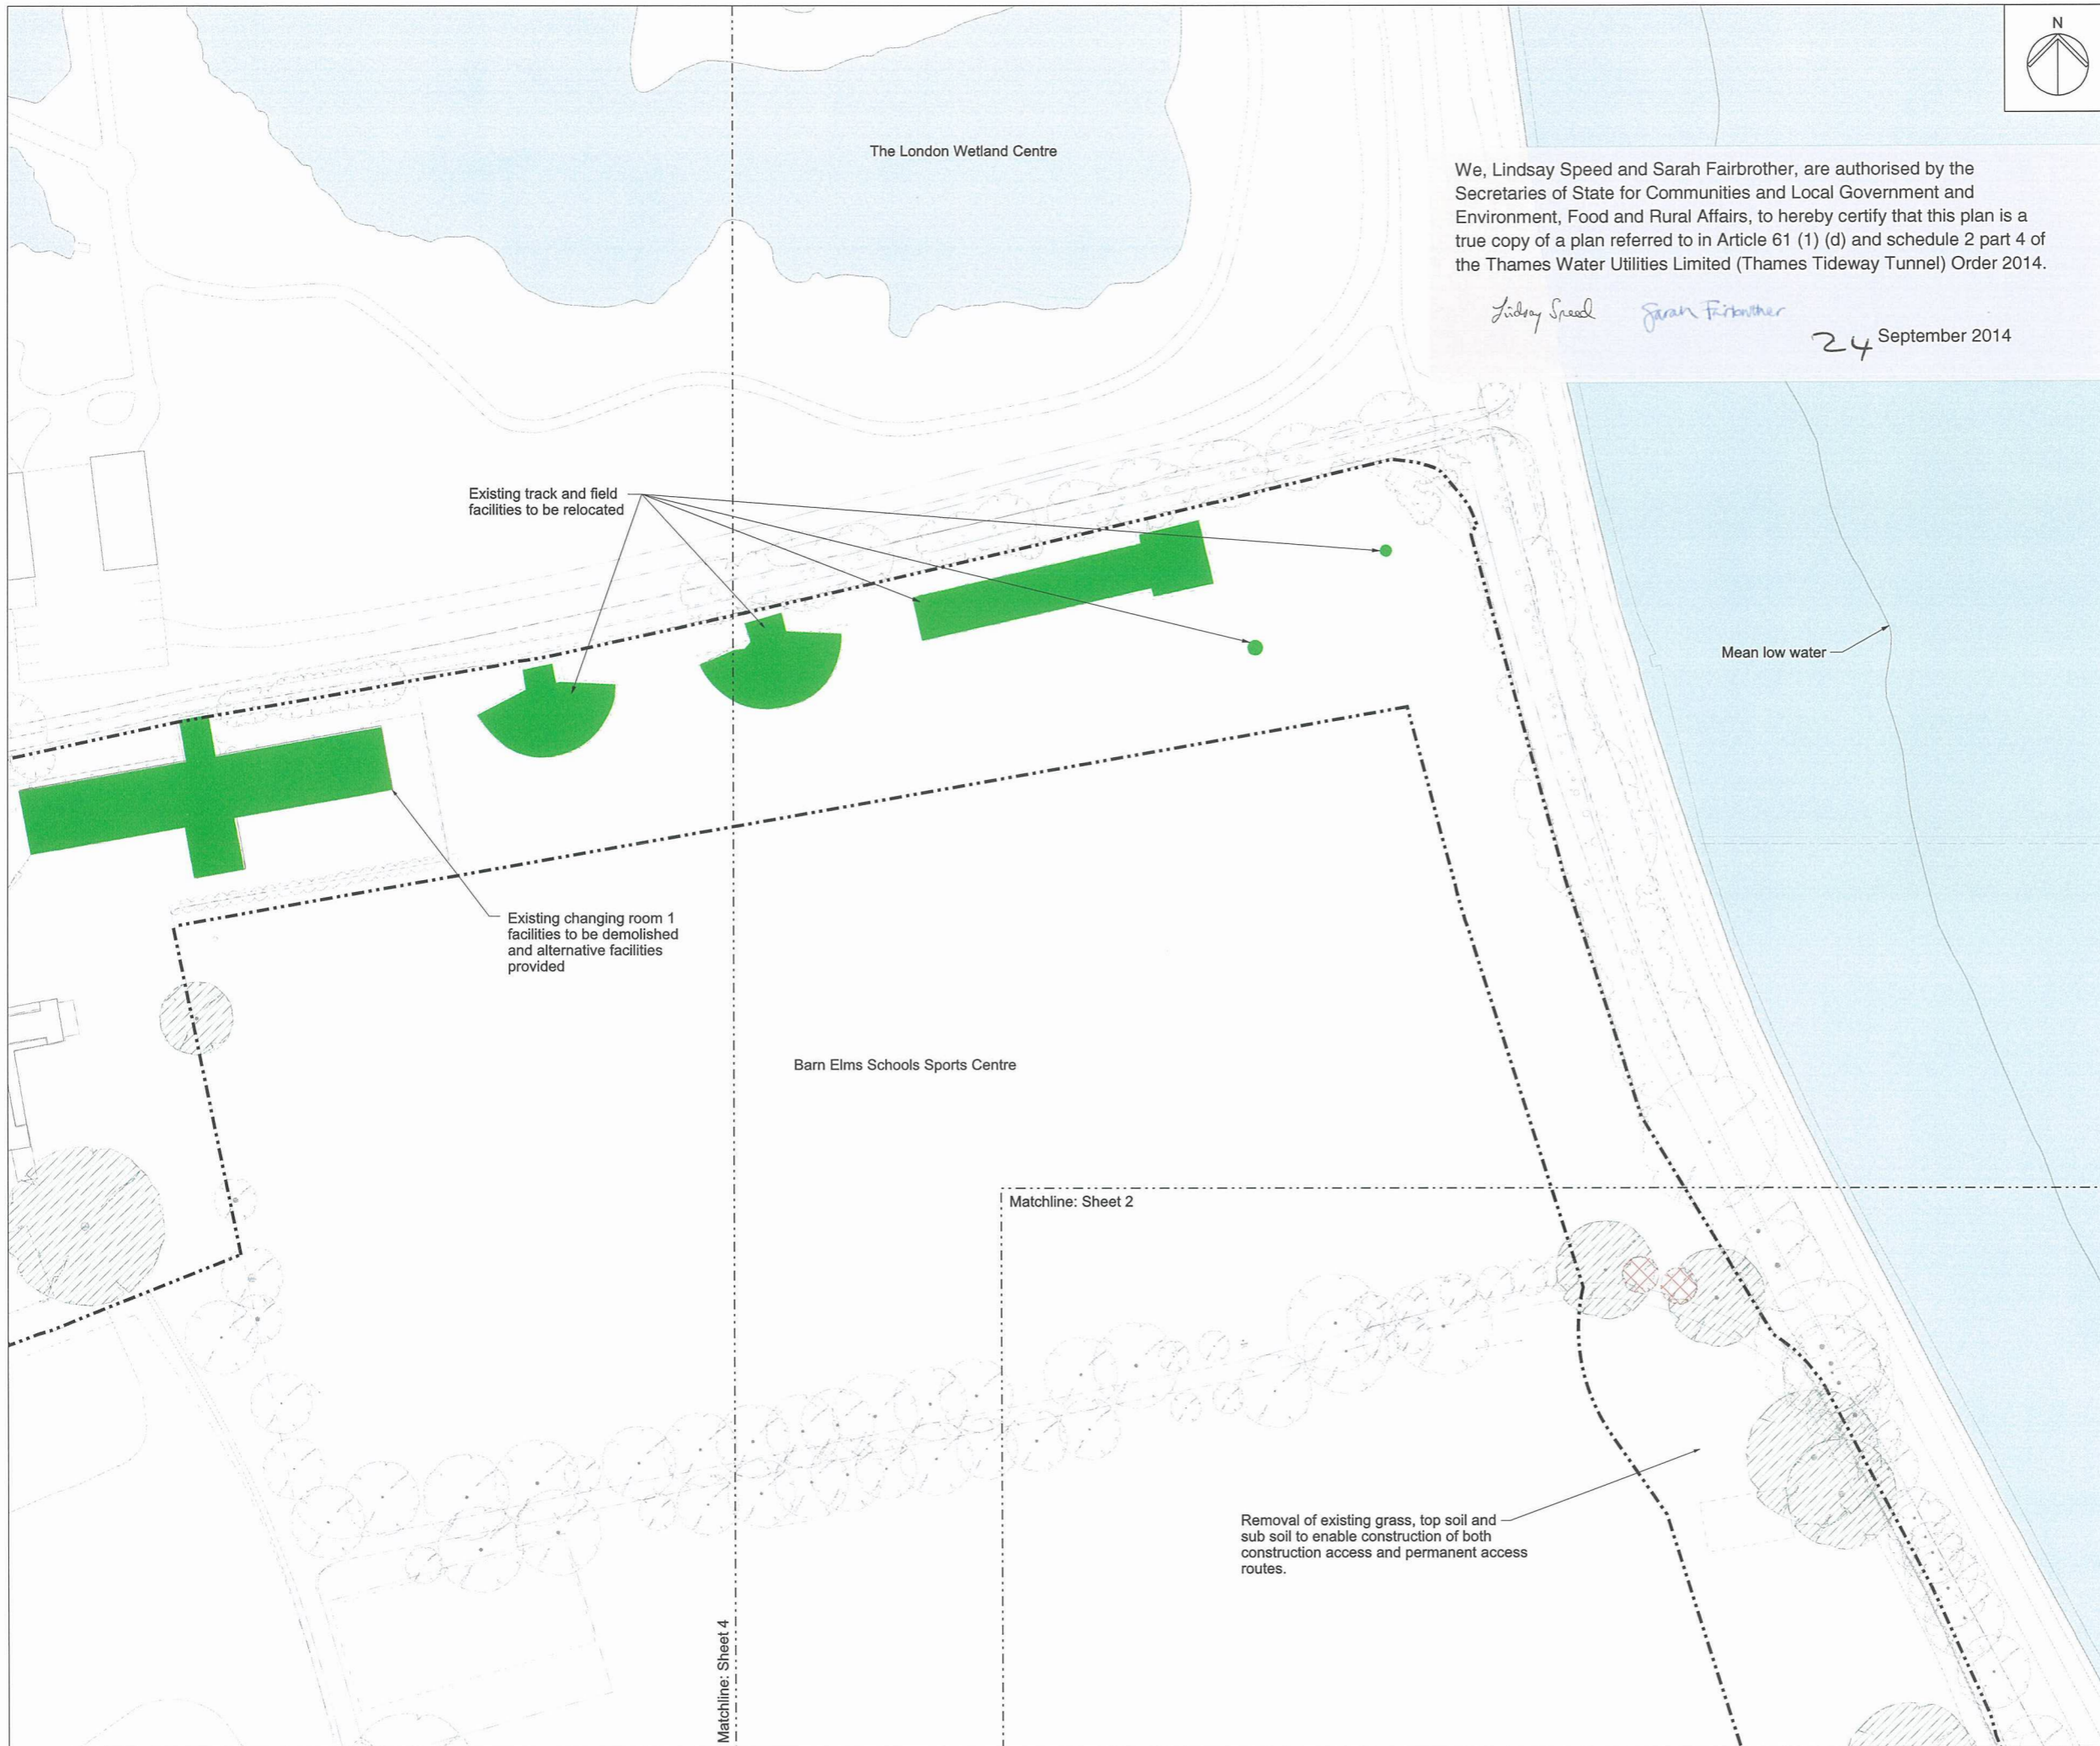 N
The London Wetland Centre
We, Lindsay Speed and Sarah Fairbrother, are authorised by the
Secretaries of State for Communities and Local Government and
Environment, Food and Rural Affairs, to hereby certify that this plan is a
true copy of a plan referred to in Article 61 (1) (d) and schedule 2 part 4 of
the Thames Water Utilities Limited (Thames Tideway Tunnel) Order 2014.
Lindsay Speed Sarah Fairbrother
24 September 2014
Existing track and field
facilities to be relocated
Mean low water
Existing changing room 1
facilities to be demolished
and alternative facilities
provided
Barn Elms Schools Sports Centre
Matchline: Sheet 2
Removal of existing grass, top soil and
sub soil to enable construction of both
construction access and permanent access
routes.
Matchline: Sheet 4